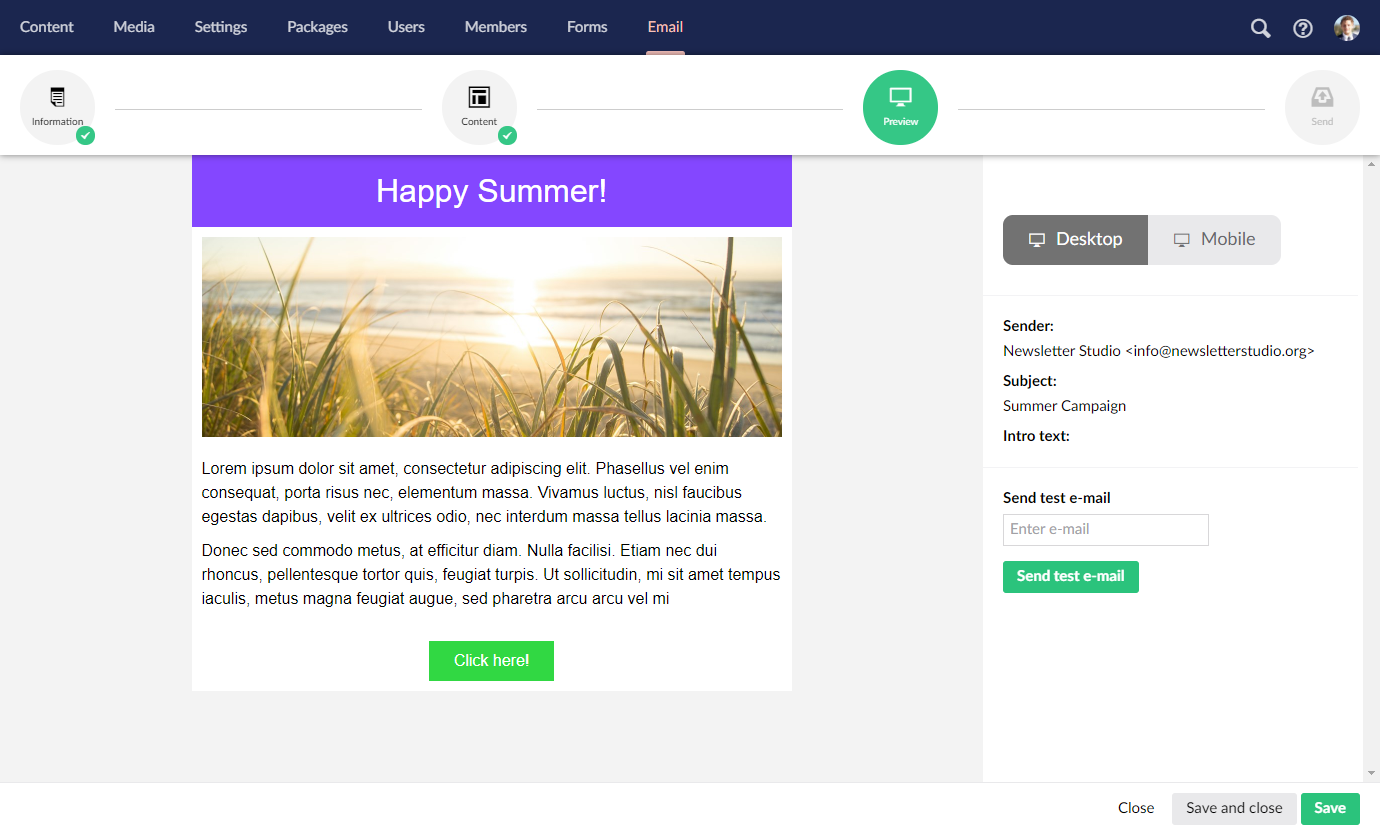 Content Media Settings Packages Users Members Forms Email
Information
Content
Preview
Send
Happy Summer!
Lorem ipsum dolor sit amet, consectetur adipiscing elit. Phasellus vel enim
consequat, porta risus nec, elementum massa. Vivamus luctus, nisl faucibus
egestas dapibus, velit ex ultrices odio, nec interdum massa tellus lacinia massa.
Donec sed commodo metus, at efficitur diam. Nulla facilisi. Etiam nec dui
rhoncus, pellentesque tortor quis, feugiat turpis. Ut sollicitudin, mi sit amet tempus
iaculis, metus magna feugiat augue, sed pharetra arcu arcu vel mi
Click here!
Desktop Mobile
Sender:
Newsletter Studio <info@newsletterstudio.org>
Subject:
Summer Campaign
Intro text:
Send test e-mail
Enter e-mail
Send test e-mail
Close Save and close Save